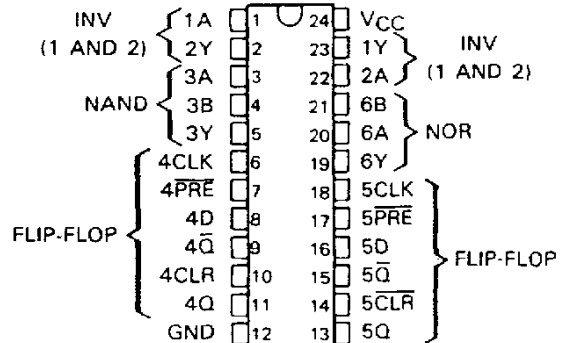 INV
(1 AND 2)
1A 1 24 VCC
2Y 2 23 1Y
INV
(1 AND 2)
NAND
3A 3 22 2A
3B 4 21 6B
3Y 5 20 6A
NOR
4CLK 6 19 6Y
FLIP-FLOP
4P̅R̅E̅ 7 18 5CLK
4D 8 17 5P̅R̅E̅
4Q̅ 9 16 5D
4CLR 10 15 5Q̅
FLIP-FLOP
4Q 11 14 5C̅L̅R̅
GND 12 13 5Q